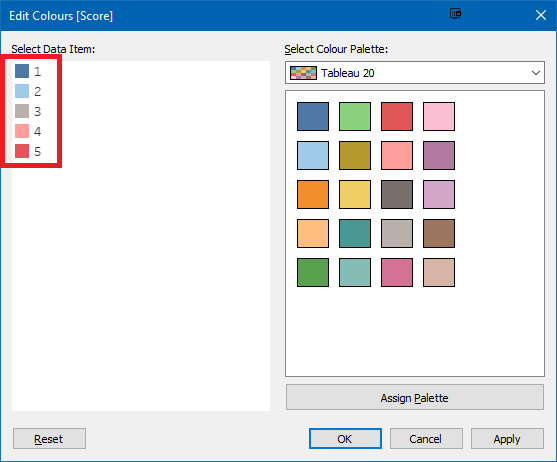 Edit Colours [Score]
Select Data Item:
1
2
3
4
5
Select Colour Palette:
Tableau 20
Assign Palette
Reset
OK
Cancel
Apply